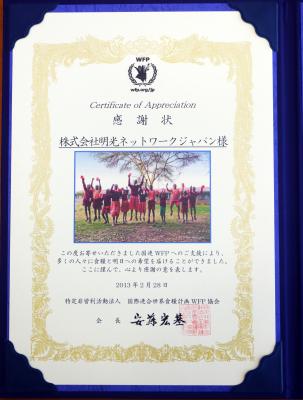 WFP
wfp.org/jp
Certificate of Appreciation
感謝状
株式会社明光ネットワークジャパン様
この度お寄せいただきました国連WFPへのご支援により、
多くの人々に食糧と明日への希望を届けることができました。
ここに謹んで、心より感謝の意を表します。
2013年2月28日
特定非営利活動法人 国際連合世界食糧計画WFP協会
会長 安藤宏基